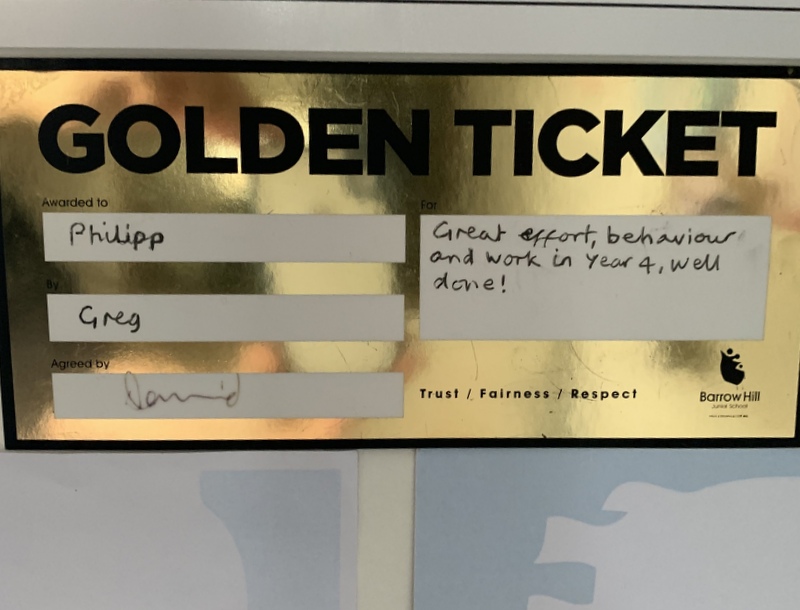 GOLDEN TICKET
Awarded to
Philipp
By
Greg
Agreed by
For
Great effort, behaviour
and work in Year 4, well
done!
Trust / Fairness / Respect
Barrow Hill
Junior School